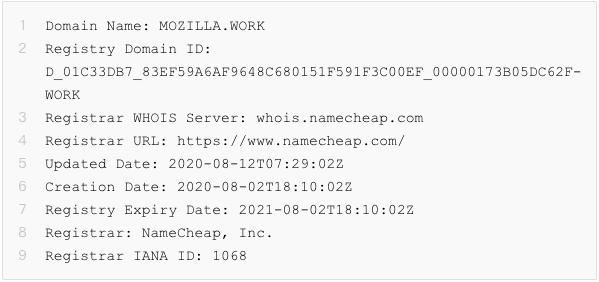 1 Domain Name: MOZILLA.WORK
2 Registry Domain ID:
D_01C33DB7_83EF59A6AF9648C680151F591F3C00EF_00000173B05DC62F-
WORK
3 Registrar WHOIS Server: whois.namecheap.com
4 Registrar URL: https://www.namecheap.com/
5 Updated Date: 2020-08-12T07:29:02Z
6 Creation Date: 2020-08-02T18:10:02Z
7 Registry Expiry Date: 2021-08-02T18:10:02Z
8 Registrar: NameCheap, Inc.
9 Registrar IANA ID: 1068